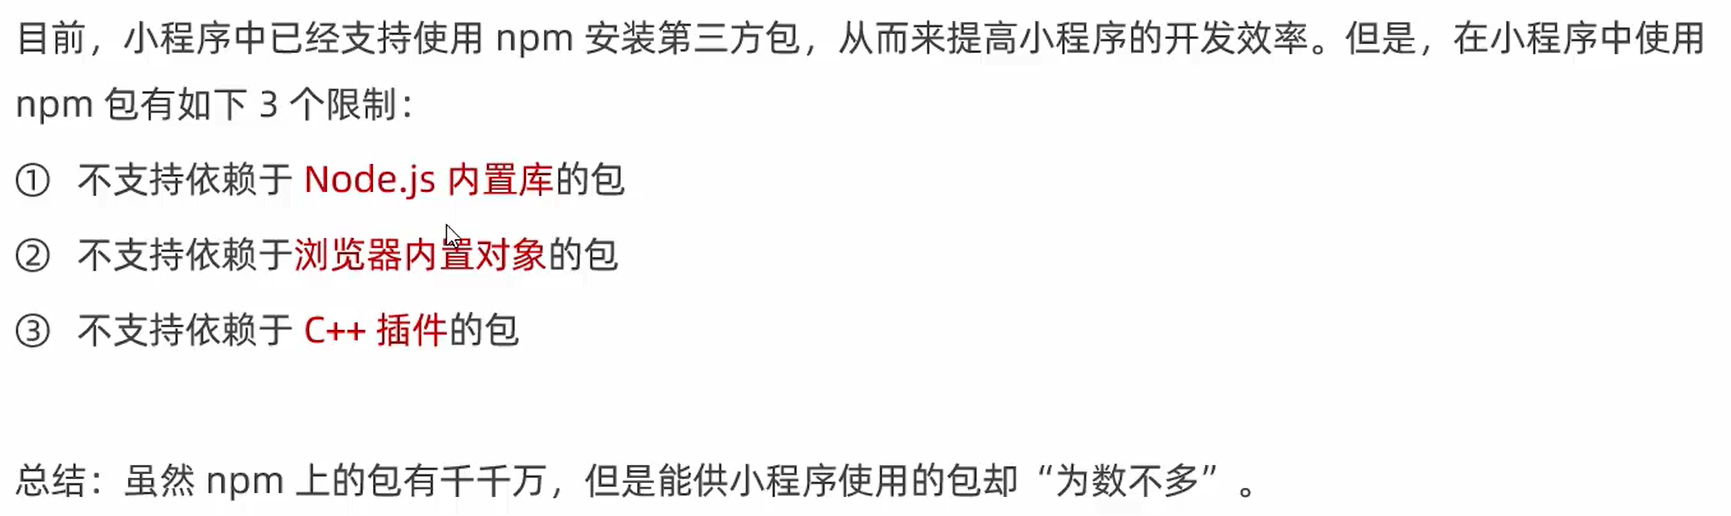 目前，小程序中已经支持使用 npm 安装第三方包，从而来提高小程序的开发效率。但是，在小程序中使用
npm 包有如下 3 个限制：
① 不支持依赖于 Node.js 内置库的包
② 不支持依赖于浏览器内置对象的包
③ 不支持依赖于 C++ 插件的包
总结：虽然 npm 上的包有千千万，但是能供小程序使用的包却“为数不多”。